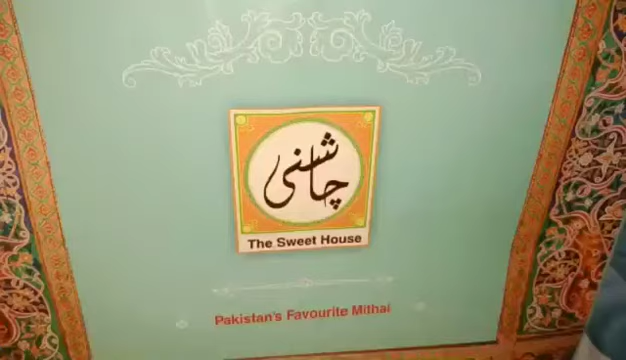 چاشنی
The Sweet House
Pakistan's Favourite Mithai